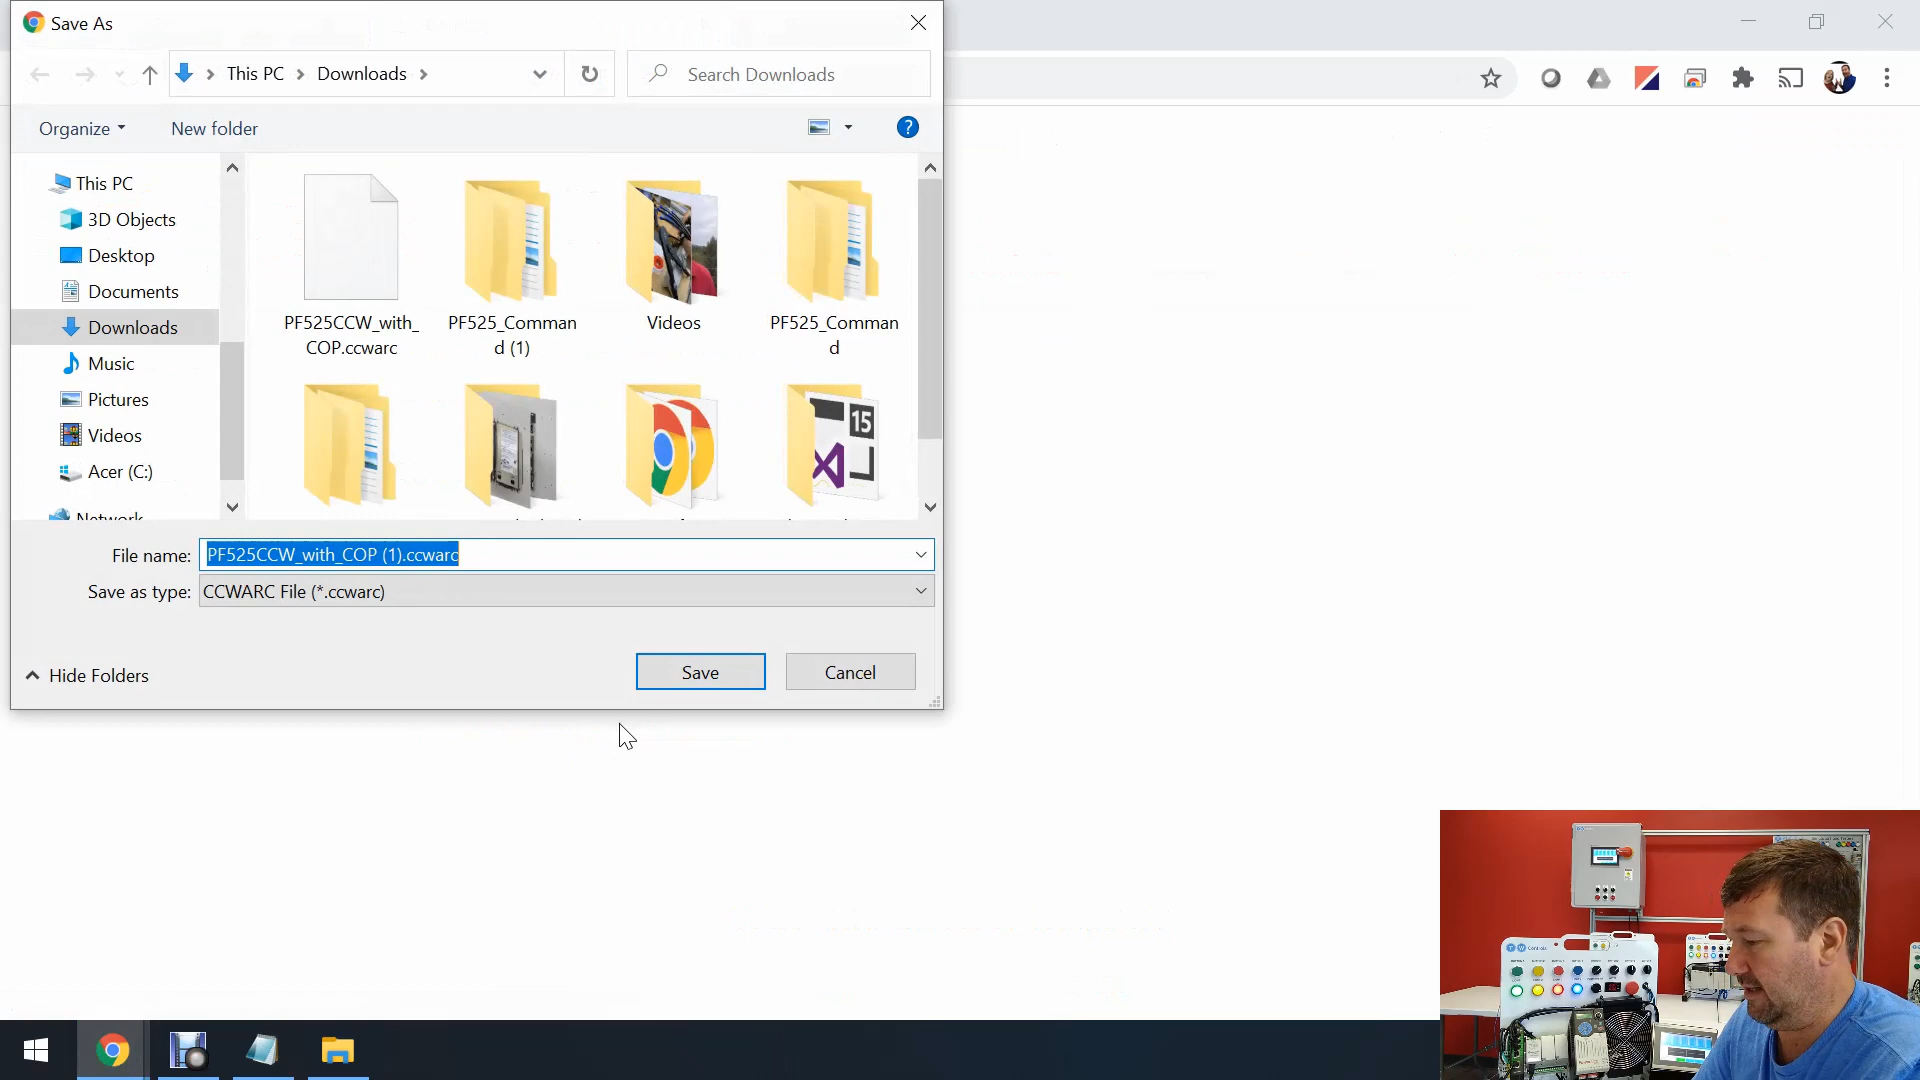 Save As
This PC
Downloads
Search Downloads
Organize
New folder
?
This PC
3D Objects
Desktop
Documents
Downloads
Music
Pictures
Videos
Acer (C:)
Network
PF525CCW_with_
COP.ccwarc
PF525_Comman
d (1)
Videos
PF525_Comman
d
15
File name:
PF525CCW_with_COP (1).ccwarc
Save as type:
CCWARC File (*.ccwarc)
Hide Folders
Save
Cancel
T W Controls